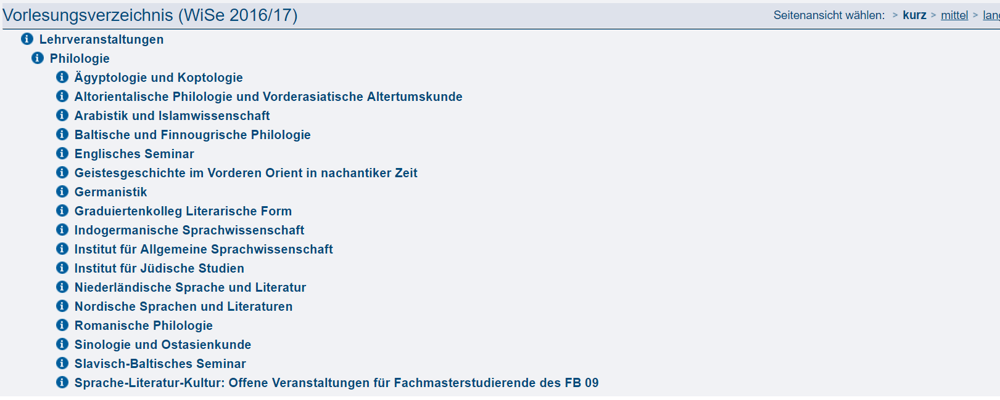 Vorlesungsverzeichnis (WiSe 2016/17) Seitenansicht wählen: > kurz > mittel > lan
Lehrveranstaltungen
Philologie
Ägyptologie und Koptologie
Altorientalische Philologie und Vorderasiatische Altertumskunde
Arabistik und Islamwissenschaft
Baltische und Finnougrische Philologie
Englisches Seminar
Geistesgeschichte im Vorderen Orient in nachantiker Zeit
Germanistik
Graduiertenkolleg Literarische Form
Indogermanische Sprachwissenschaft
Institut für Allgemeine Sprachwissenschaft
Institut für Jüdische Studien
Niederländische Sprache und Literatur
Nordische Sprachen und Literaturen
Romanische Philologie
Sinologie und Ostasienkunde
Slavisch-Baltisches Seminar
Sprache-Literatur-Kultur: Offene Veranstaltungen für Fachmasterstudierende des FB 09